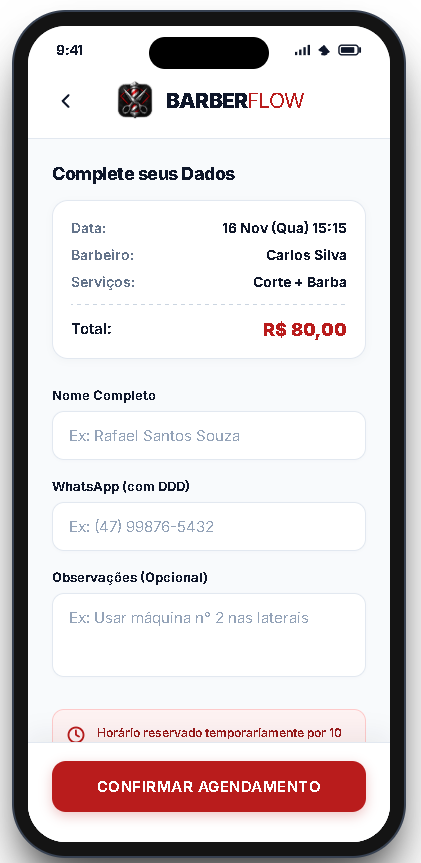 9:41
BARBERFLOW
Complete seus Dados
Data: 16 Nov (Qua) 15:15
Barbeiro: Carlos Silva
Serviços: Corte + Barba
Total: R$ 80,00
Nome Completo
Ex: Rafael Santos Souza
WhatsApp (com DDD)
Ex: (47) 99876-5432
Observações (Opcional)
Ex: Usar máquina n° 2 nas laterais
Horário reservado temporariamente por 10
CONFIRMAR AGENDAMENTO